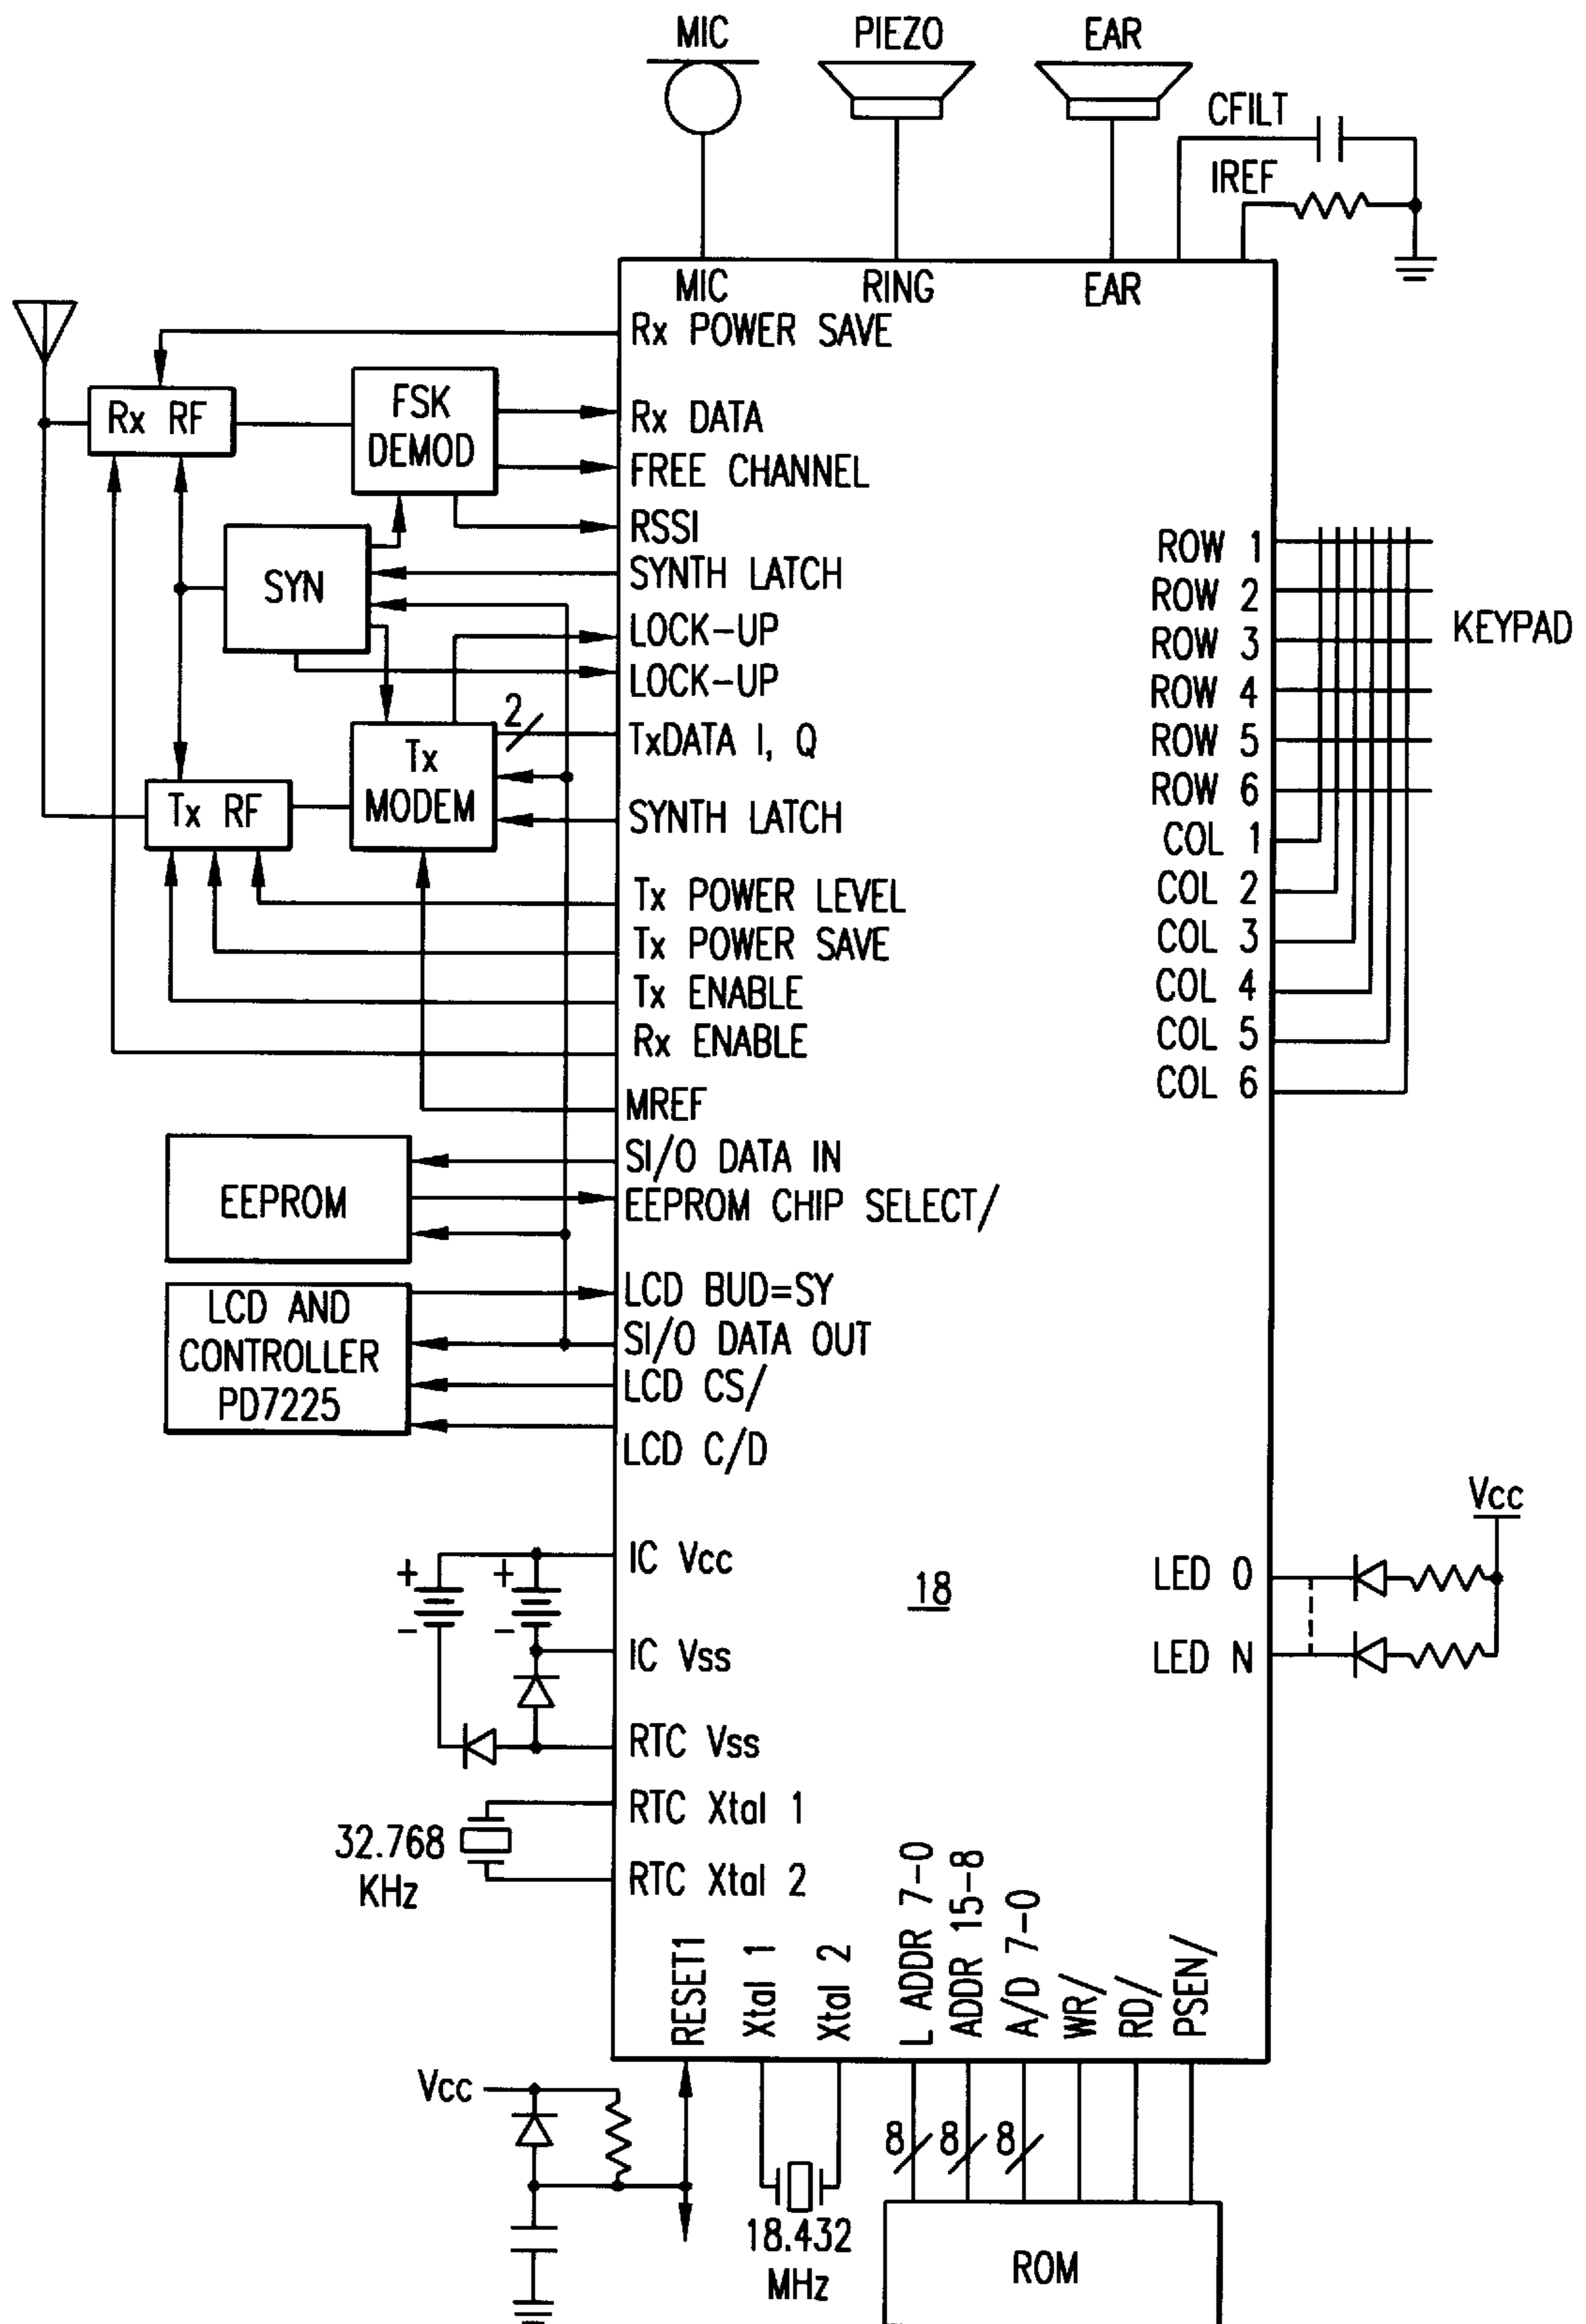 MIC
PIEZO
EAR
CFILT
IREF
MIC
RING
EAR
Rx POWER SAVE
Rx RF
FSK
DEMOD
Rx DATA
FREE CHANNEL
RSSI
SYN
SYNTH LATCH
LOCK-UP
LOCK-UP
2
TxDATA I, Q
Tx
MODEM
Tx RF
SYNTH LATCH
Tx POWER LEVEL
Tx POWER SAVE
Tx ENABLE
Rx ENABLE
MREF
ROW 1
ROW 2
ROW 3
ROW 4
ROW 5
ROW 6
KEYPAD
COL 1
COL 2
COL 3
COL 4
COL 5
COL 6
EEPROM
SI/O DATA IN
EEPROM CHIP SELECT/
LCD AND
CONTROLLER
PD7225
LCD BUD=SY
SI/O DATA OUT
LCD CS/
LCD C/D
+
+
-
-
IC Vcc
IC Vss
RTC Vss
18
Vcc
LED 0
LED N
32.768
KHz
RTC Xtal 1
RTC Xtal 2
RESET1
Xtal 1
Xtal 2
L ADDR 7-0
ADDR 15-8
A/D 7-0
WR/
RD/
PSEN/
Vcc
8
8
8
18.432
MHz
ROM